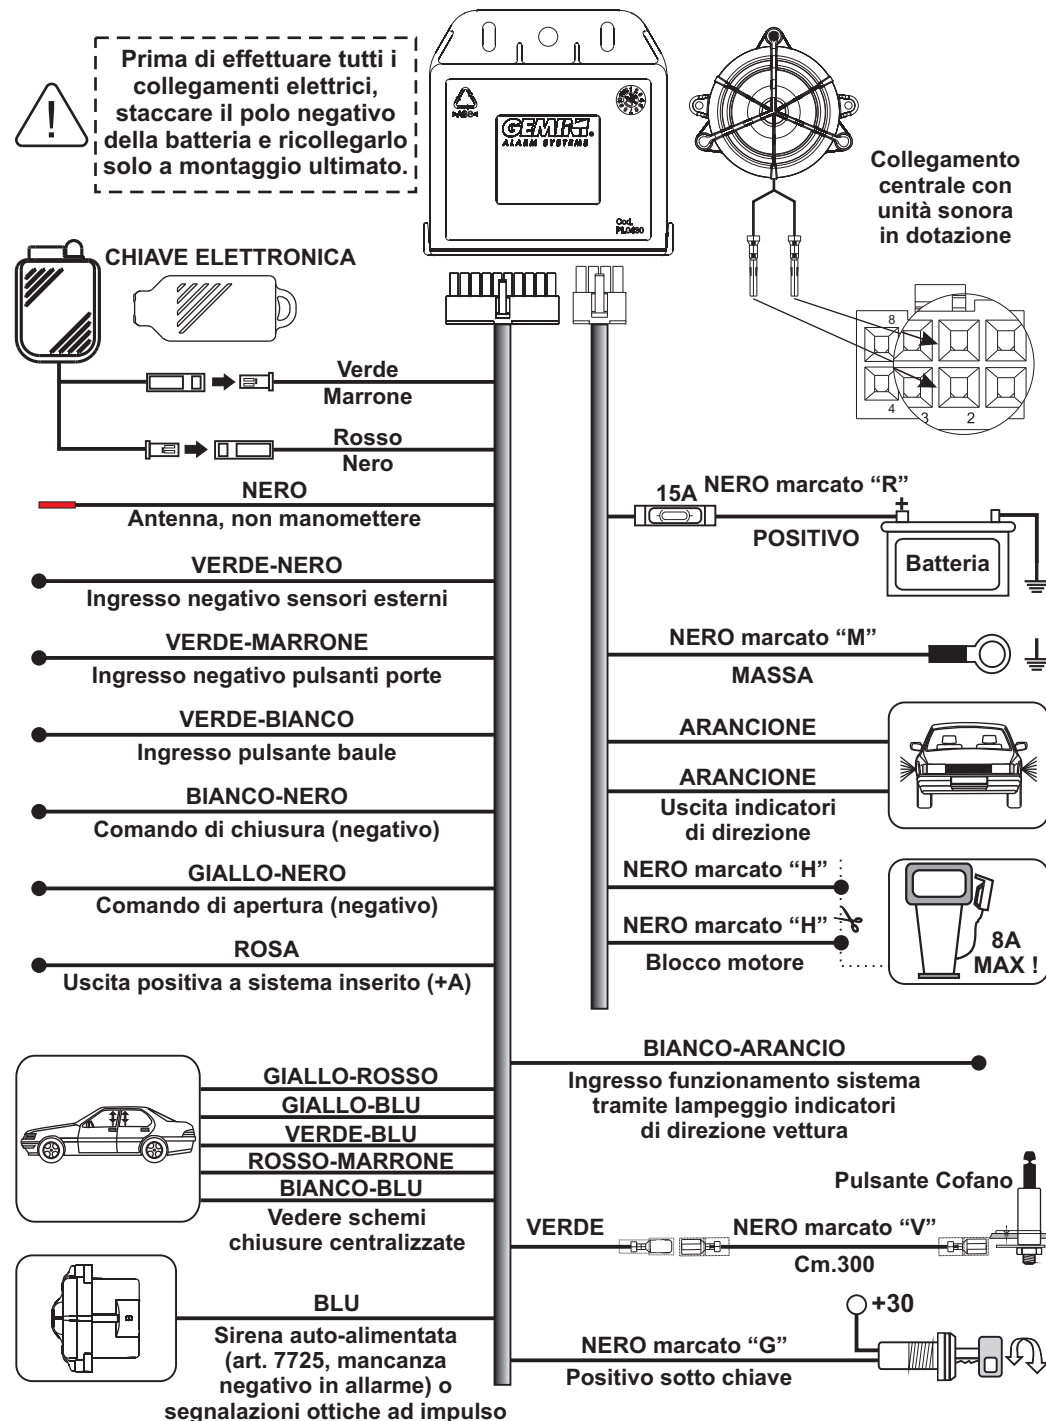 Prima di effettuare tutti i
collegamenti elettrici,
staccare il polo negativo
della batteria e ricollegarlo
solo a montaggio ultimato.
!
>ABS<
GEMINI.
ALARM SYSTEMS
Cod.
Collegamento
centrale con
unità sonora
in dotazione
8
4
3
2
CHIAVE ELETTRONICA
Verde
Marrone
Rosso
Nero
NERO
Antenna, non manomettere
VERDE-NERO
Ingresso negativo sensori esterni
VERDE-MARRONE
Ingresso negativo pulsanti porte
VERDE-BIANCO
Ingresso pulsante baule
BIANCO-NERO
Comando di chiusura (negativo)
GIALLO-NERO
Comando di apertura (negativo)
ROSA
Uscita positiva a sistema inserito (+A)
GIALLO-ROSSO
GIALLO-BLU
VERDE-BLU
ROSSO-MARRONE
BIANCO-BLU
Vedere schemi
chiusure centralizzate
BLU
Sirena auto-alimentata
(art. 7725, mancanza
negativo in allarme) o
segnalazioni ottiche ad impulso
15A
NERO marcato “R”
POSITIVO
+
Batteria
NERO marcato “M”
MASSA
ARANCIONE
ARANCIONE
Uscita indicatori
di direzione
NERO marcato “H”
NERO marcato “H”
Blocco motore
8A
MAX !
BIANCO-ARANCIO
Ingresso funzionamento sistema
tramite lampeggio indicatori
di direzione vettura
Pulsante Cofano
VERDE
NERO marcato “V”
Cm.300
+30
NERO marcato “G”
Positivo sotto chiave